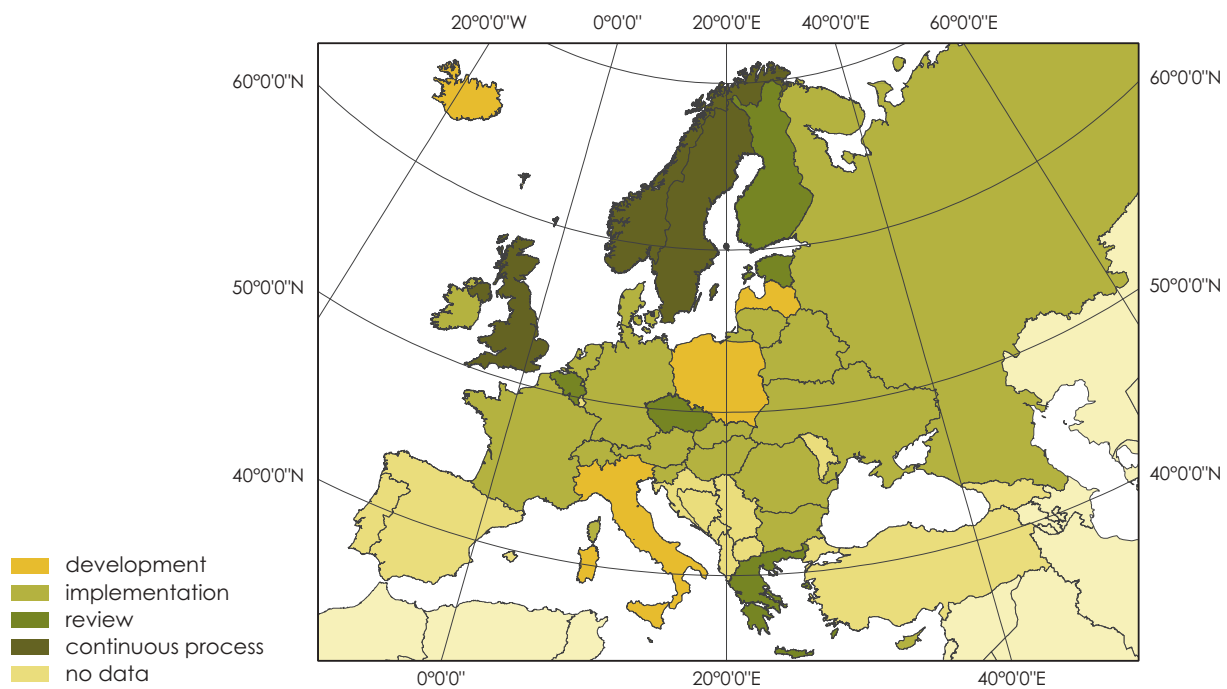 20°0'0"W 0°0'0" 20°0'0"E 40°0'0"E 60°0'0"E
60°0'0"N 60°0'0"N
50°0'0"N 50°0'0"N
40°0'0"N 40°0'0"N
development
implementation
review
continuous process
no data
0°0'0" 20°0'0"E 40°0'0"E